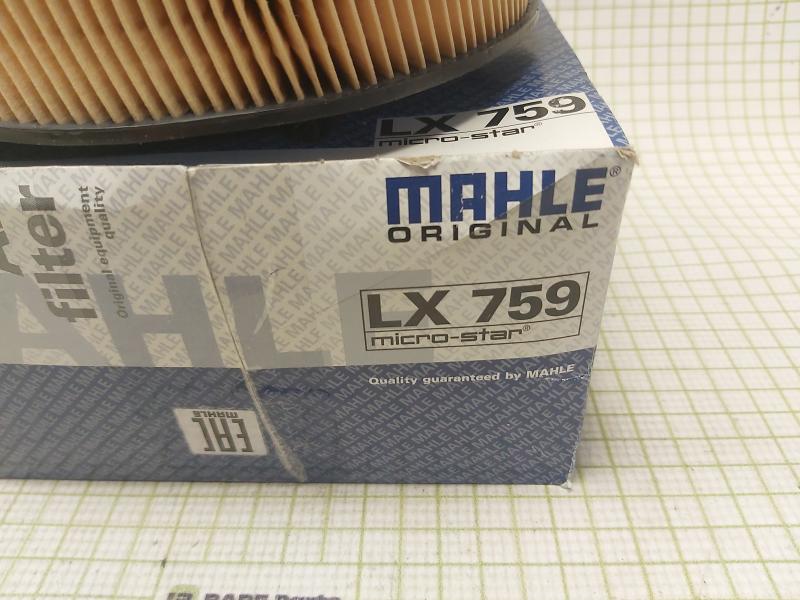 LX 759
micro-star®
MAHLE®
ORIGINAL
filter
Original equipment
quality
MAHLE
LX 759
micro-star®
Quality guaranteed by MAHLE
EAC
MAHLE